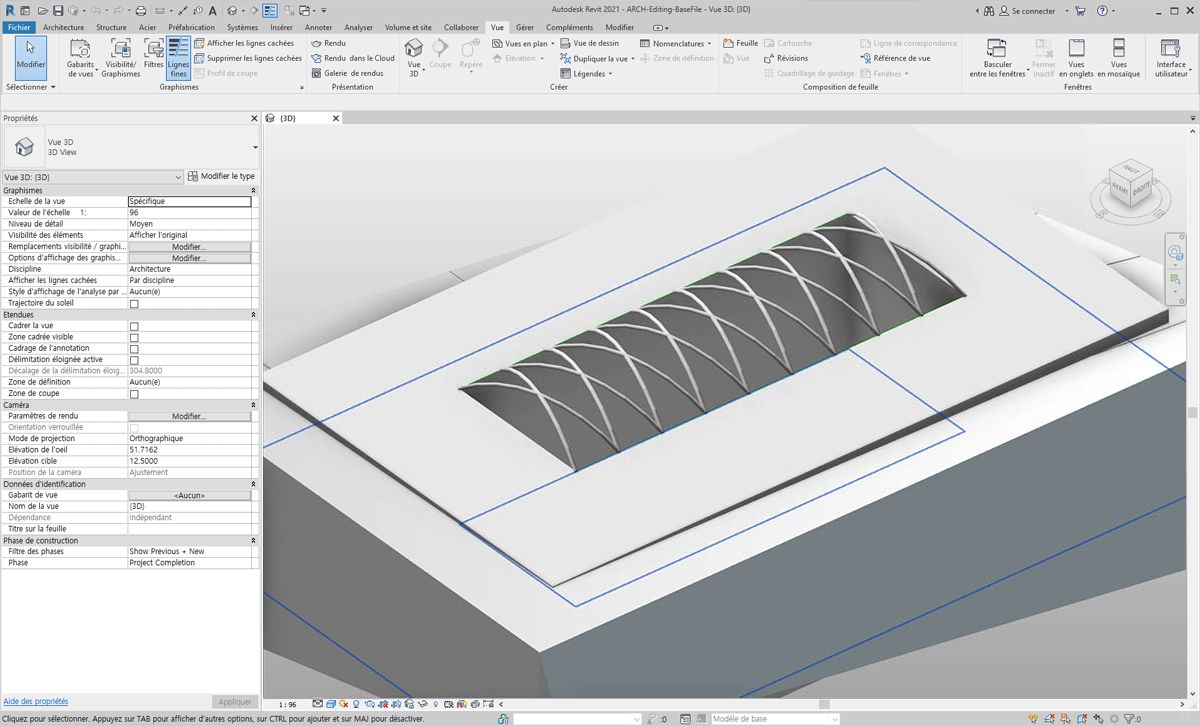 Autodesk Revit 2021 - ARCH-Editing-BaseFile - Vue 3D: {3D}
Se connecter
Fichier Architecture Structure Acier Préfabrication Systèmes Insérer Annoter Analyser Volume et site Collaborer Vue Gérer Compléments Modifier
Modifier
Sélectionner
Gabarits de vues
Visibilité/ Graphismes
Filtres
Lignes fines
Afficher les lignes cachées
Supprimer les lignes cachées
Profil de coupe
Graphismes
Rendu
Rendu dans le Cloud
Galerie de rendus
Présentation
Vue 3D
Coupe
Repère
Vues en plan
Élévation
Vue de dessin
Dupliquer la vue
Légendes
Nomenclatures
Zone de définition
Créer
Feuille
Vue
Cartouche
Révisions
Quadrillage de guidage
Ligne de correspondance
Référence de vue
Fenêtres
Composition de feuille
Basculer entre les fenêtres
Fermer inactif
Vues en onglets
Vues en mosaïque
Fenêtres
Interface utilisateur
Propriétés
{3D}
Vue 3D
3D View
Vue 3D: {3D}
Modifier le type
Graphismes
Echelle de la vue Spécifique
Valeur de l'échelle 1: 96
Niveau de détail Moyen
Visibilité des éléments Afficher l'original
Remplacements visibilité / graphi... Modifier...
Options d'affichage des graphis... Modifier...
Discipline Architecture
Afficher les lignes cachées Par discipline
Style d'affichage de l'analyse par ... Aucun(e)
Trajectoire du soleil
Etendues
Cadrer la vue
Zone cadrée visible
Cadrage de l'annotation
Délimitation éloignée active
Décalage de la délimitation éloig... 304.8000
Zone de définition Aucun(e)
Zone de coupe
Caméra
Paramètres de rendu Modifier...
Orientation verrouillée
Mode de projection Orthographique
Elévation de l'oeil 51.7162
Elévation cible 12.5000
Position de la caméra Ajustement
Données d'identification
Gabarit de vue <Aucun>
Nom de la vue {3D}
Dépendance Indépendant
Titre sur la feuille
Phase de construction
Filtre des phases Show Previous + New
Phase Project Completion
HAUT
AVANT
DROITE
Aide des propriétés
Appliquer
1 : 96
Cliquez pour sélectionner. Appuyez sur TAB pour afficher d'autres options, sur CTRL pour ajouter et sur MAJ pour désactiver.
:0
Modèle de base
:0